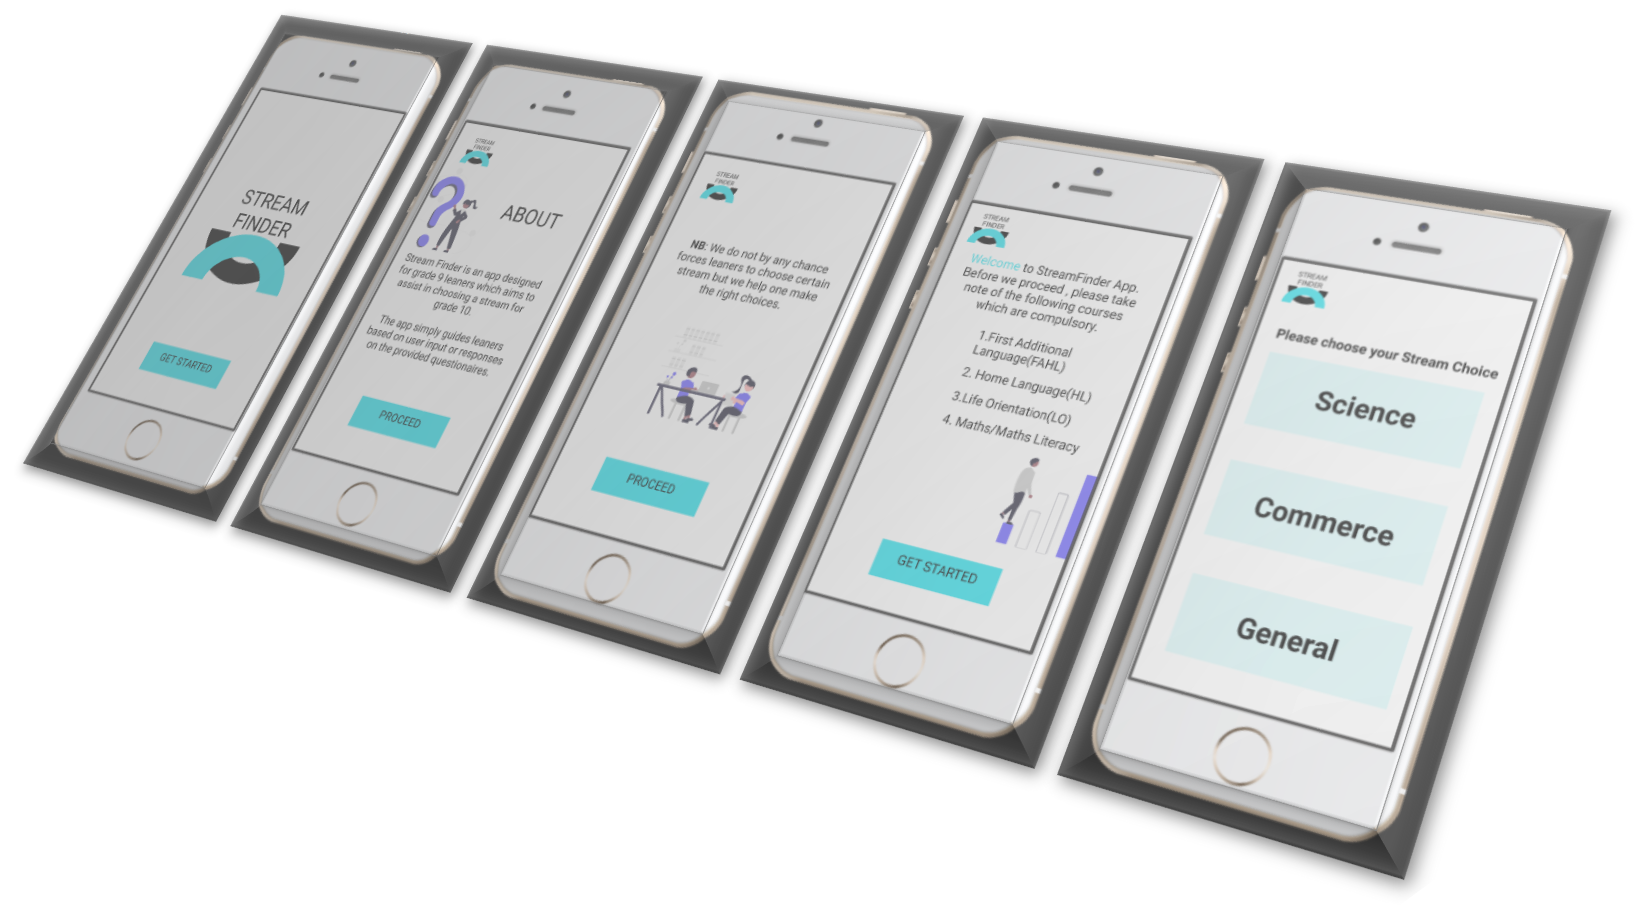 STREAM
FINDER
GET STARTED
STREAM
FINDER
ABOUT
Stream Finder is an app designed
for grade 9 leaners which aims to
assist in choosing a stream for
grade 10.
The app simply guides leaners
based on user input or responses
on the provided questionaires.
PROCEED
STREAM
FINDER
NB: We do not by any chance
forces leaners to choose certain
stream but we help one make
the right choices.
PROCEED
STREAM
FINDER
Welcome to StreamFinder App.
Before we proceed , please take
note of the following courses
which are compulsory.
1.First Additional
Language(FAHL)
2. Home Language(HL)
3.Life Orientation(LO)
4. Maths/Maths Literacy
GET STARTED
STREAM
FINDER
Please choose your Stream Choice
Science
Commerce
General